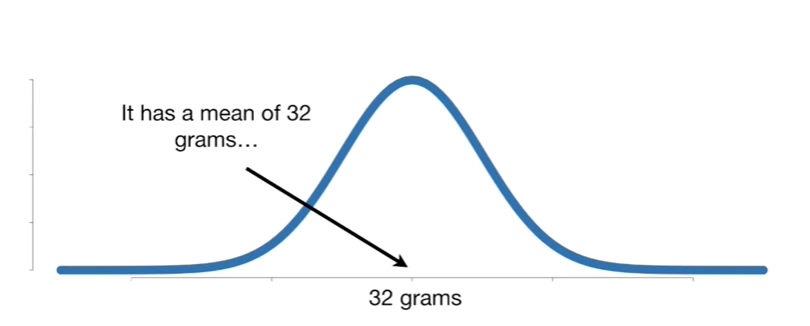 It has a mean of 32
grams…
32 grams